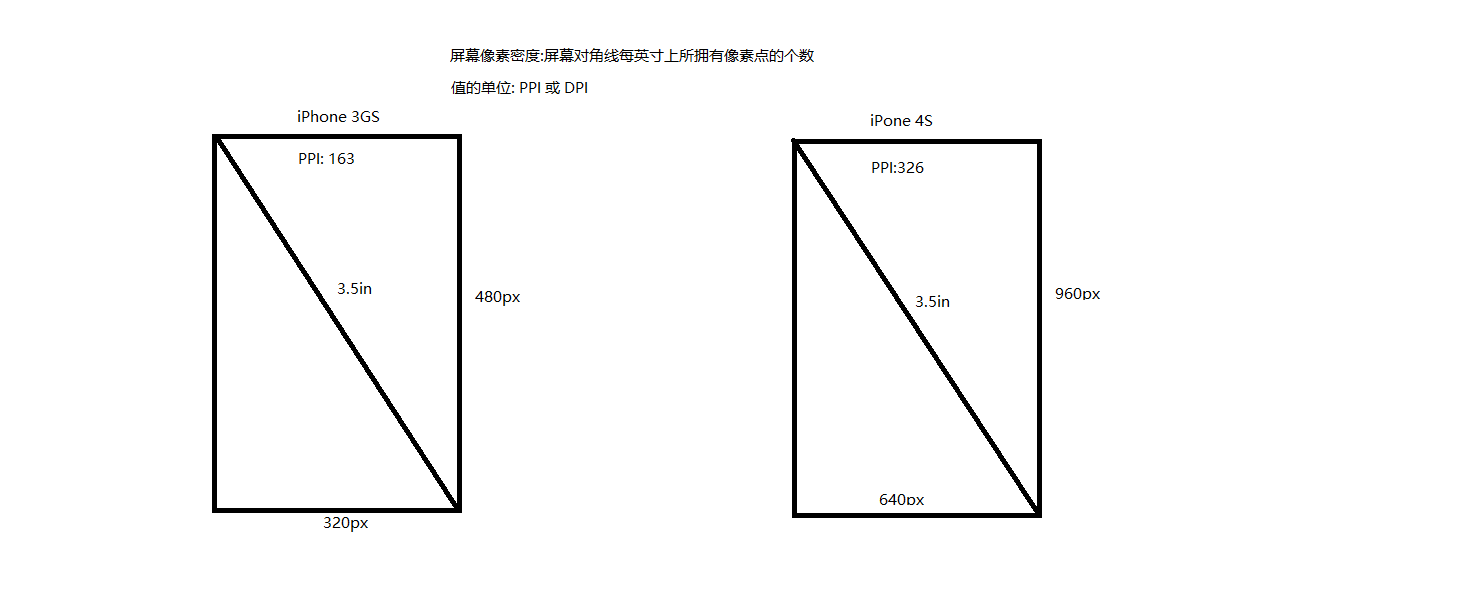 屏幕像素密度:屏幕对角线每英寸上所拥有像素点的个数
值的单位: PPI 或 DPI
iPhone 3GS
PPI: 163
3.5in
480px
320px
iPone 4S
PPI:326
3.5in
960px
640px